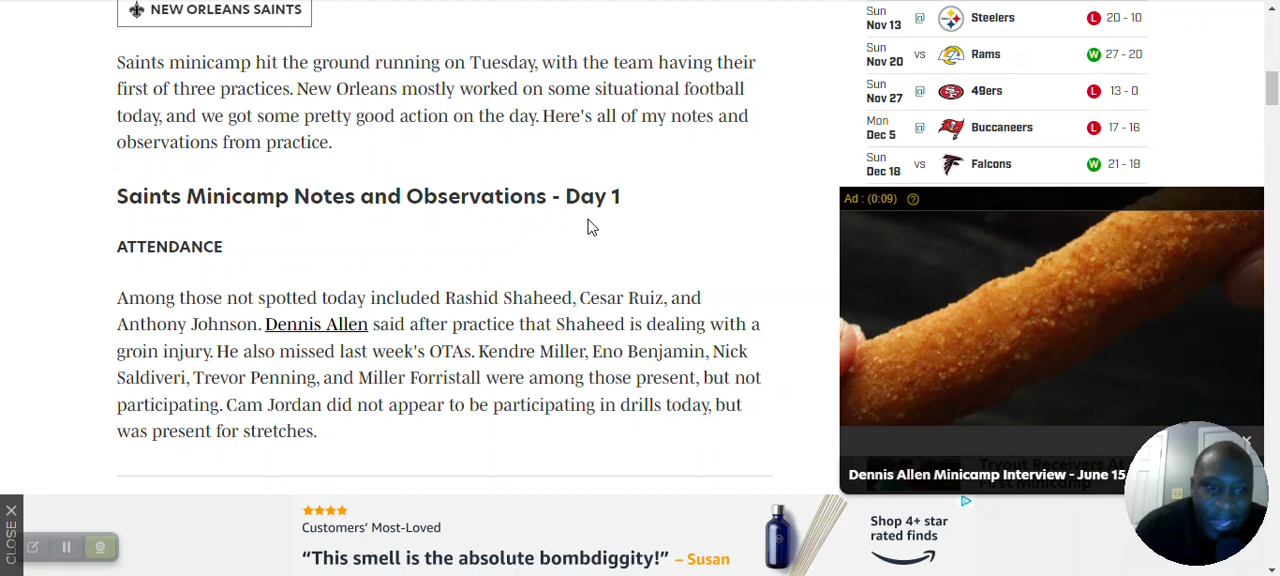 NEW ORLEANS SAINTS
Saints minicamp hit the ground running on Tuesday, with the team having their
first of three practices. New Orleans mostly worked on some situational football
today, and we got some pretty good action on the day. Here's all of my notes and
observations from practice.
Saints Minicamp Notes and Observations - Day 1
ATTENDANCE
Among those not spotted today included Rashid Shaheed, Cesar Ruiz, and
Anthony Johnson. Dennis Allen said after practice that Shaheed is dealing with a
groin injury. He also missed last week's OTAs. Kendre Miller, Eno Benjamin, Nick
Saldiveri, Trevor Penning, and Miller Forristall were among those present, but not
participating. Cam Jordan did not appear to be participating in drills today, but
was present for stretches.
Sun
Nov 13 @ Steelers L 20 - 10
Sun
Nov 20 vs Rams W 27 - 20
Sun
Nov 27 @ 49ers L 13 - 0
Mon
Dec 5 @ Buccaneers L 17 - 16
Sun
Dec 18 vs Falcons W 21 - 18
Ad : (0:09) ?
Tryout Receivers At
First Minicamp
Dennis Allen Minicamp Interview - June 15
CLOSE X
Customers' Most-Loved
“This smell is the absolute bombdiggity!” – Susan
Shop 4+ star
rated finds